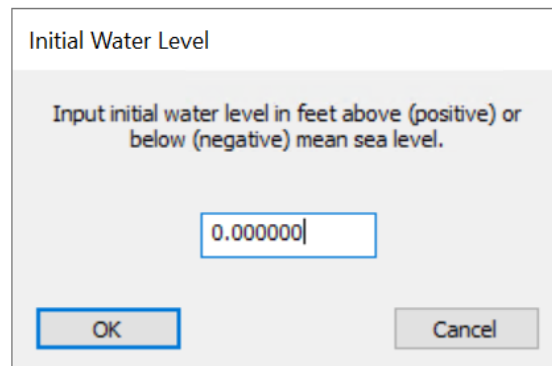 Initial Water Level
Input initial water level in feet above (positive) or
below (negative) mean sea level.
0.000000
OK
Cancel